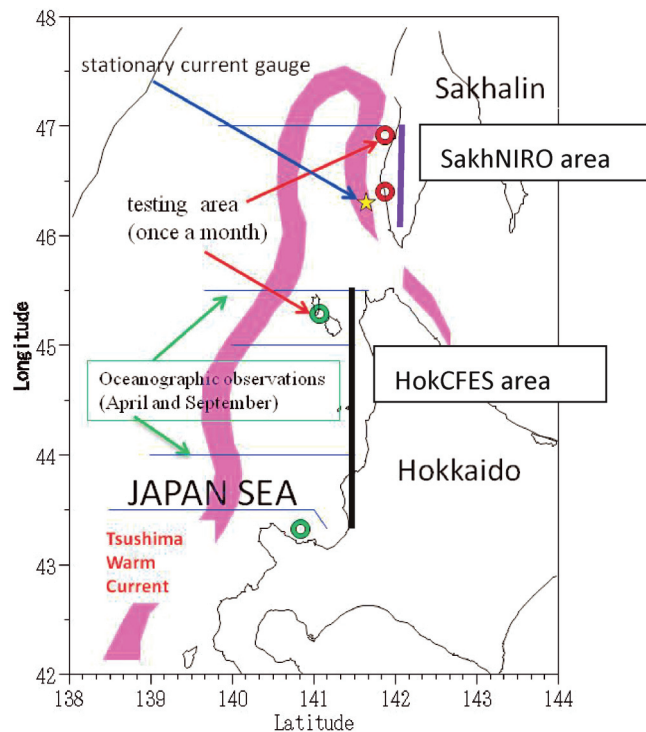 48
stationary current gauge
Sakhalin
47
SakhNIRO area
testing area
(once a month)
46
Longitude
45
HokCFES area
Oceanographic observations
(April and September)
44
Hokkaido
JAPAN SEA
43
Tsushima
Warm
Current
42
138 139 140 141 142 143 144
Latitude